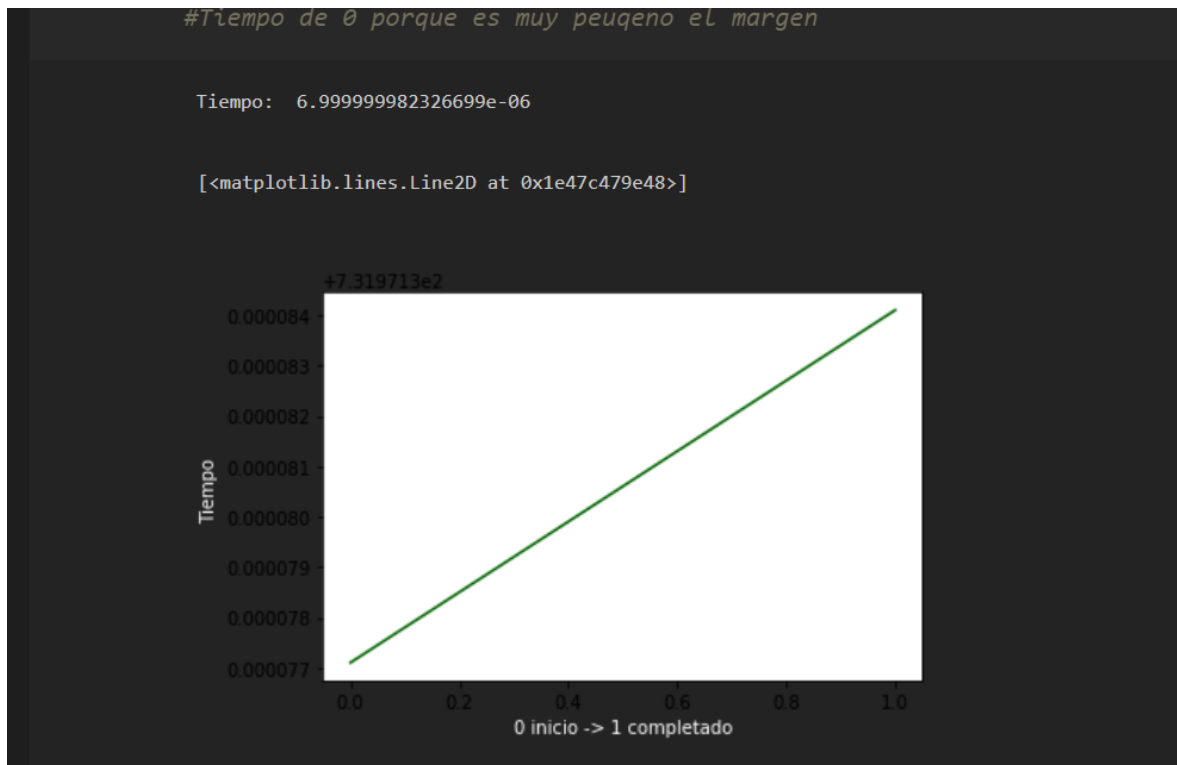 #Tiempo de 0 porque es muy peuqeno el margen
Tiempo:  6.999999982326699e-06
[<matplotlib.lines.Line2D at 0x1e47c479e48>]
+7.319713e2
0.000084
0.000083
0.000082
0.000081
0.000080
0.000079
0.000078
0.000077
Tiempo
0.0 0.2 0.4 0.6 0.8 1.0
0 inicio -> 1 completado